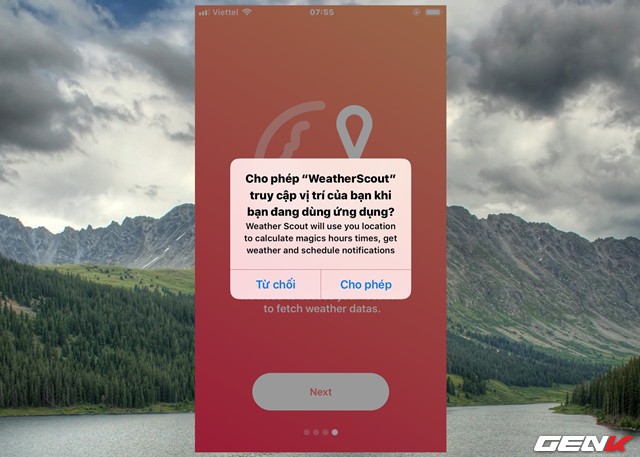 Viettel 07:55
Cho phép “WeatherScout”
truy cập vị trí của bạn khi
bạn đang dùng ứng dụng?
Weather Scout will use you location
to calculate magics hours times, get
weather and schedule notifications
Từ chối Cho phép
to fetch weather datas.
Next
GENK